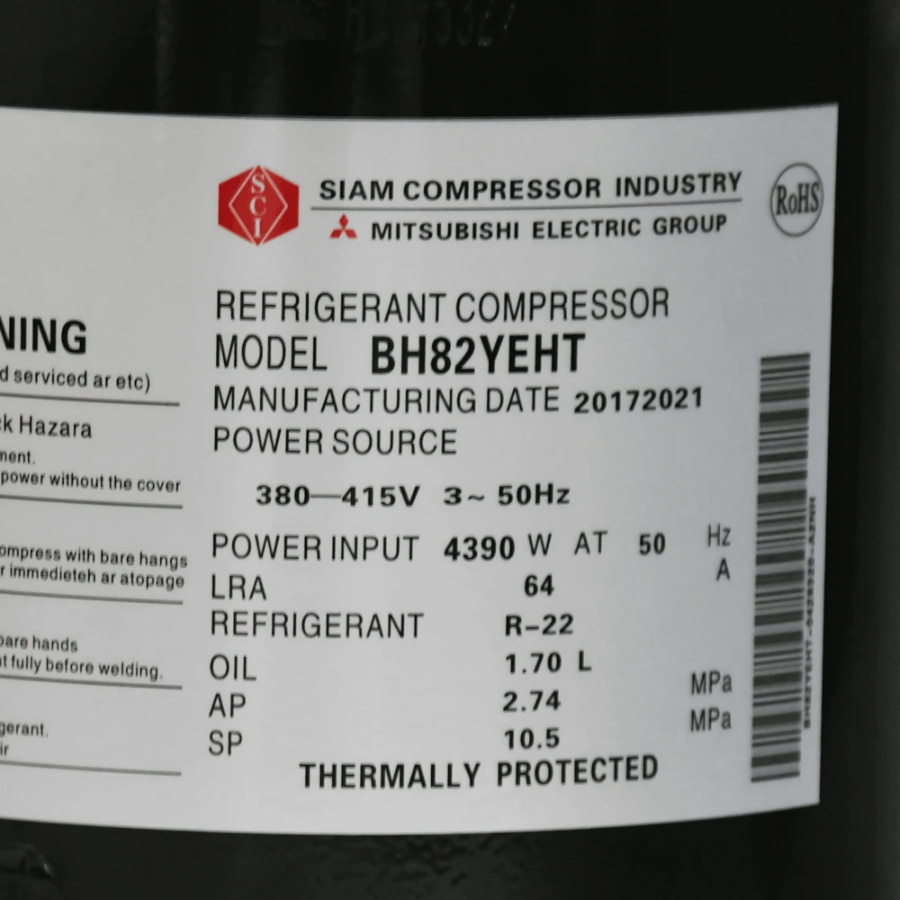 SCI
SIAM COMPRESSOR INDUSTRY
MITSUBISHI ELECTRIC GROUP
RoHS
REFRIGERANT COMPRESSOR
MODEL BH82YEHT
MANUFACTURING DATE 20172021
POWER SOURCE
380—415V 3~ 50Hz
POWER INPUT 4390 W AT 50 Hz
LRA 64 A
REFRIGERANT R-22
OIL 1.70 L
AP 2.74 MPa
SP 10.5 MPa
THERMALLY PROTECTED
NING
d serviced ar etc)
ck Hazara
ment.
power without the cover
ompress with bare hangs
r immedieteh ar atopage
bare hands
t fully before welding.
gerant.
ir